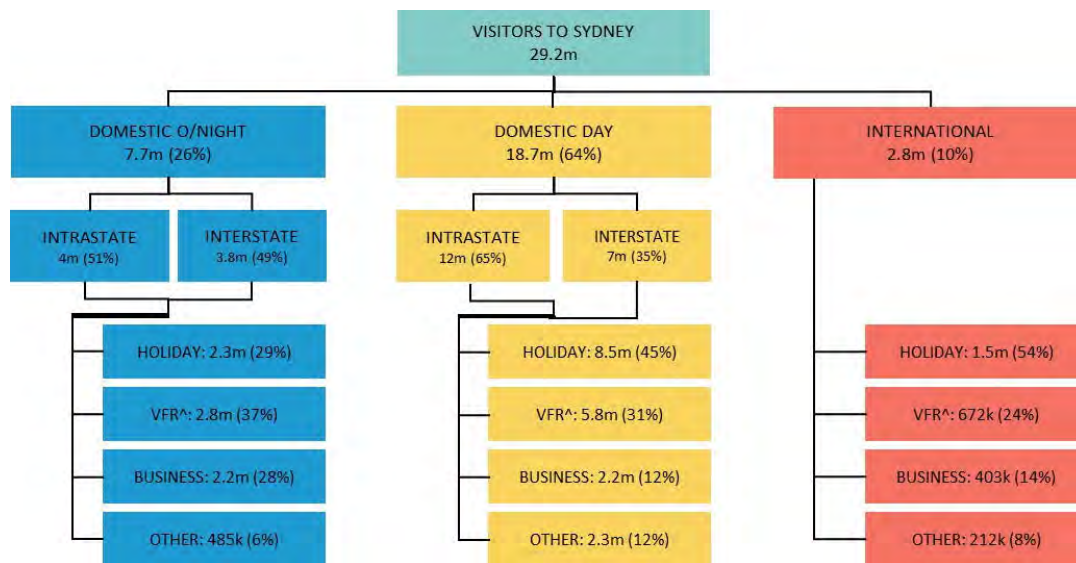 VISITORS TO SYDNEY
29.2m
DOMESTIC O/NIGHT
7.7m (26%)
DOMESTIC DAY
18.7m (64%)
INTERNATIONAL
2.8m (10%)
INTRASTATE
4m (51%)
INTERSTATE
3.8m (49%)
INTRASTATE
12m (65%)
INTERSTATE
7m (35%)
HOLIDAY: 2.3m (29%)
VFR^: 2.8m (37%)
BUSINESS: 2.2m (28%)
OTHER: 485k (6%)
HOLIDAY: 8.5m (45%)
VFR^: 5.8m (31%)
BUSINESS: 2.2m (12%)
OTHER: 2.3m (12%)
HOLIDAY: 1.5m (54%)
VFR^: 672k (24%)
BUSINESS: 403k (14%)
OTHER: 212k (8%)